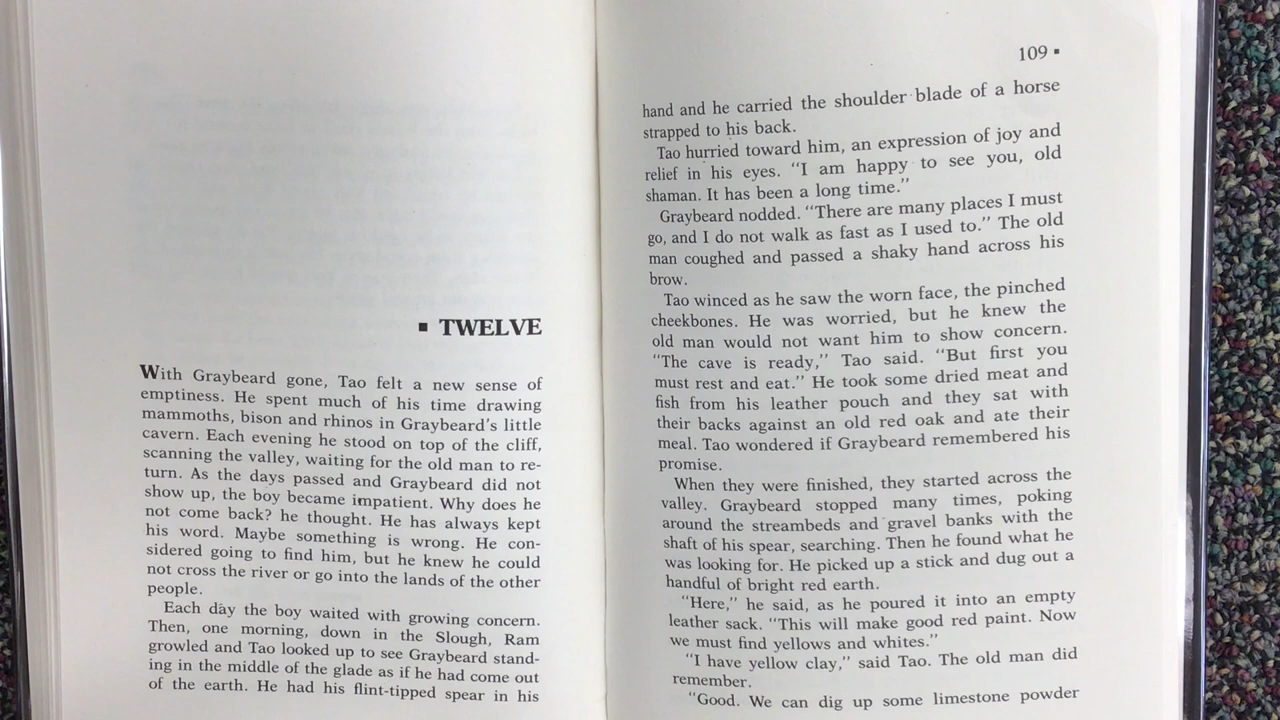 ▪ TWELVE
With Graybeard gone, Tao felt a new sense of
emptiness. He spent much of his time drawing
mammoths, bison and rhinos in Graybeard's little
cavern. Each evening he stood on top of the cliff,
scanning the valley, waiting for the old man to re-
turn. As the days passed and Graybeard did not
show up, the boy became impatient. Why does he
not come back? he thought. He has always kept
his word. Maybe something is wrong. He con-
sidered going to find him, but he knew he could
not cross the river or go into the lands of the other
people.
Each day the boy waited with growing concern.
Then, one morning, down in the Slough, Ram
growled and Tao looked up to see Graybeard stand-
ing in the middle of the glade as if he had come out
of the earth. He had his flint-tipped spear in his
109 ▪
hand and he carried the shoulder blade of a horse
strapped to his back.
Tao hurried toward him, an expression of joy and
relief in his eyes. "I am happy to see you, old
shaman. It has been a long time."
Graybeard nodded. "There are many places I must
go, and I do not walk as fast as I used to." The old
man coughed and passed a shaky hand across his
brow.
Tao winced as he saw the worn face, the pinched
cheekbones. He was worried, but he knew the
old man would not want him to show concern.
"The cave is ready," Tao said. "But first you
must rest and eat." He took some dried meat and
fish from his leather pouch and they sat with
their backs against an old red oak and ate their
meal. Tao wondered if Graybeard remembered his
promise.
When they were finished, they started across the
valley. Graybeard stopped many times, poking
around the streambeds and gravel banks with the
shaft of his spear, searching. Then he found what he
was looking for. He picked up a stick and dug out a
handful of bright red earth.
"Here," he said, as he poured it into an empty
leather sack. "This will make good red paint. Now
we must find yellows and whites."
"I have yellow clay," said Tao. The old man did
remember.
"Good. We can dig up some limestone powder